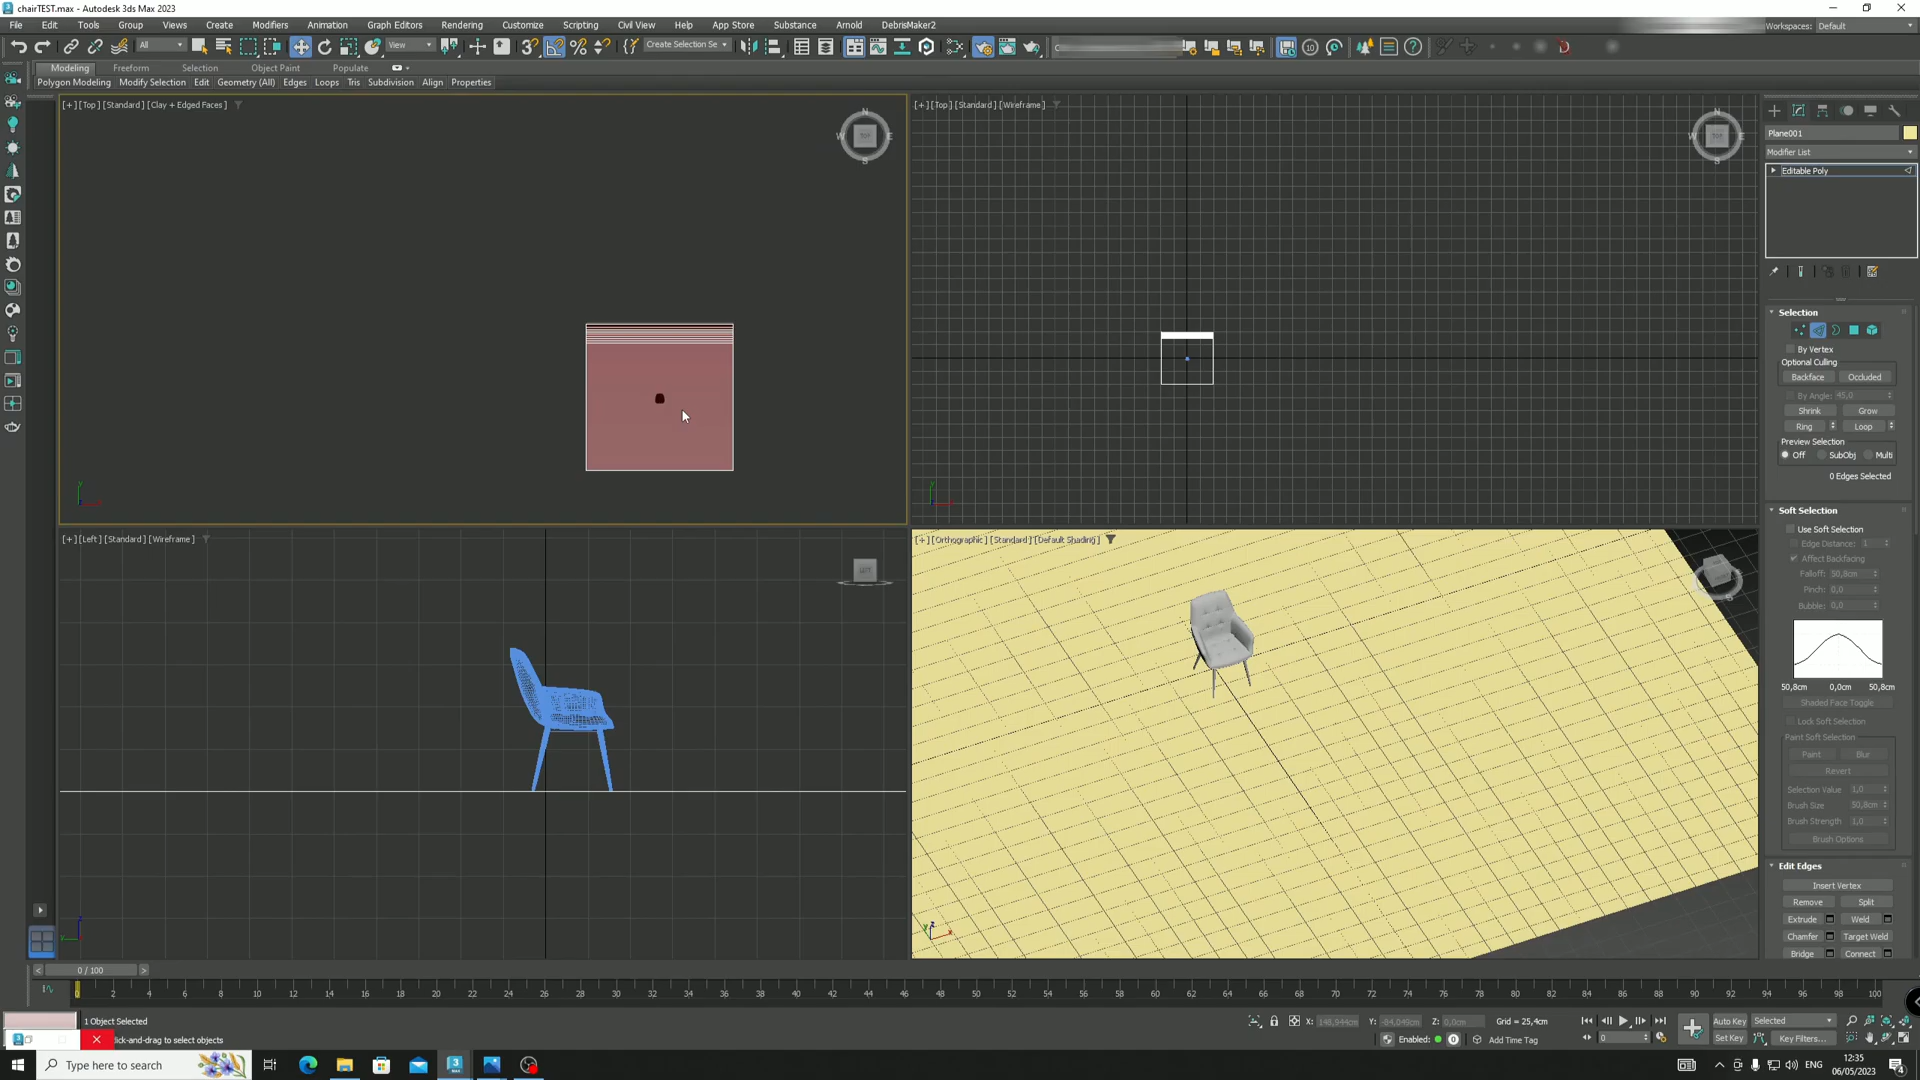 chairTEST.max - Autodesk 3ds Max 2023
File Edit Tools Group Views Create Modifiers Animation Graph Editors Rendering Customize Scripting Civil View Help App Store Substance Arnold DebrisMaker2
Workspaces: Default
All View Create Selection Se
Modeling Freeform Selection Object Paint Populate
Polygon Modeling Modify Selection Edit Geometry (All) Edges Loops Tris Subdivision Align Properties
[+] [Top] [Standard] [Clay + Edged Faces]
[+] [Top] [Standard] [Wireframe]
[+] [Left] [Standard] [Wireframe]
[+] [Orthographic] [Standard] [Default Shading]
Plane001
Modifier List
Editable Poly
Selection
By Vertex
Optional Culling
Backface Occluded
By Angle: 45,0
Shrink Grow
Ring Loop
Preview Selection
Off SubObj Multi
0 Edges Selected
Soft Selection
Use Soft Selection
Edge Distance: 1
Affect Backfacing
Falloff: 50,8cm
Pinch: 0,0
Bubble: 0,0
50,8cm 0,0cm 50,8cm
Shaded Face Toggle
Lock Soft Selection
Paint Soft Selection
Paint Blur
Revert
Selection Value 1,0
Brush Size 50,8cm
Brush Strength 1,0
Brush Options
Edit Edges
Insert Vertex
Remove Split
Extrude Weld
Chamfer Target Weld
Bridge Connect
0 / 100
0 2 4 6 8 10 12 14 16 18 20 22 24 26 28 30 32 34 36 38 40 42 44 46 48 50 52 54 56 58 60 62 64 66 68 70 72 74 76 78 80 82 84 86 88 90 92 94 96 98 100
1 Object Selected
lick-and-drag to select objects
X: 148,944cm Y: -84,049cm Z: 0,0cm Grid = 25,4cm
Enabled: 0 Add Time Tag
Auto Key Selected
Set Key Key Filters...
0
Type here to search
ENG
12:35
06/05/2023